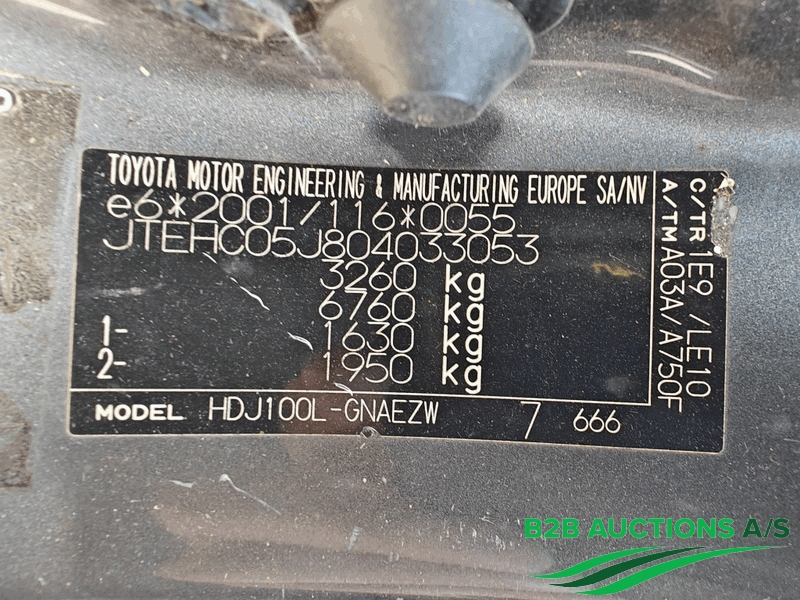 TOYOTA MOTOR ENGINEERING & MANUFACTURING EUROPE SA/NV
e6*2001/116*0055
JTEHC05J804033053
3260 kg
6760 kg
1- 1630 kg
2- 1950 kg
MODEL HDJ100L-GNAEZW 7 666
C/TR 1E9 /LE10
A/TM A03A/A750F
B2B AUCTIONS A/S